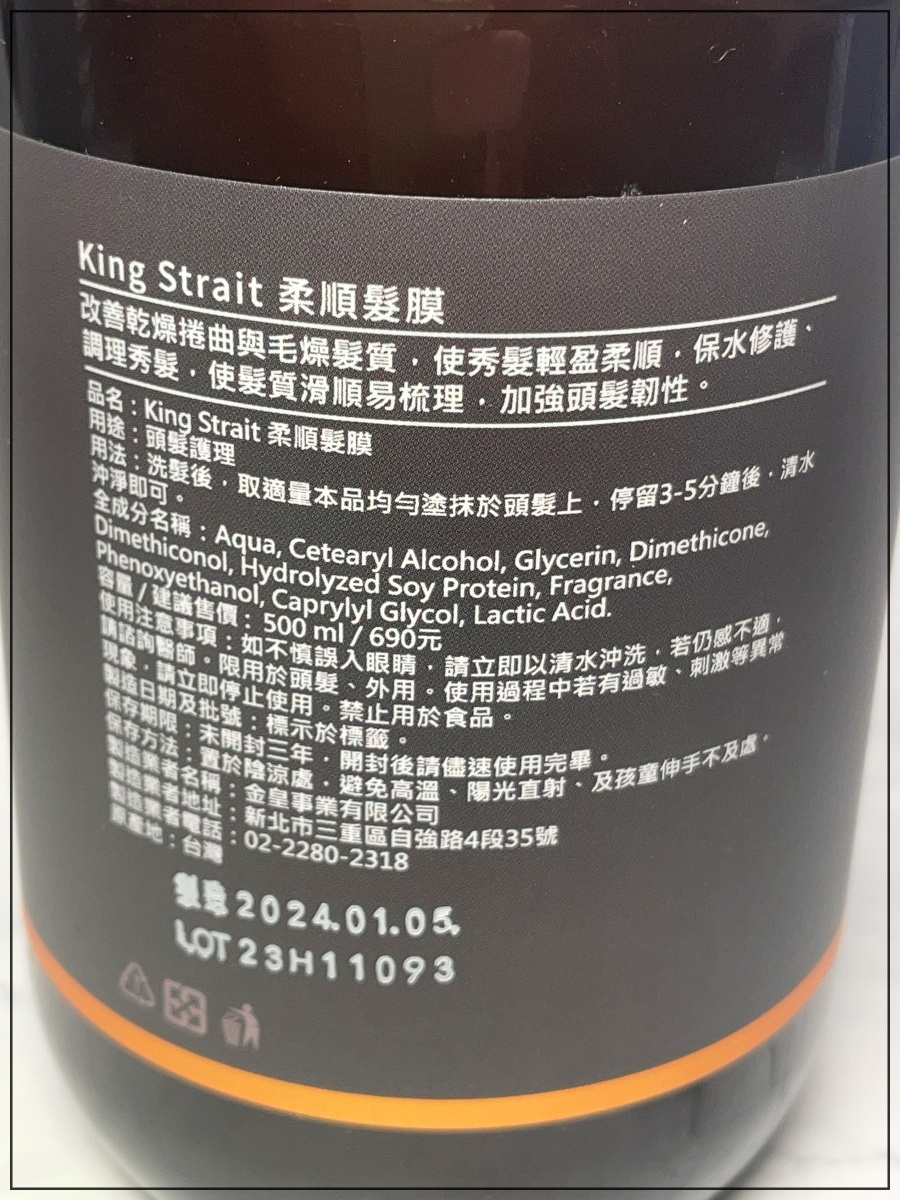 King Strait 柔順髮膜
改善乾燥捲曲與毛燥髮質，使秀髮輕盈柔順，保水修護、
調理秀髮，使髮質滑順易梳理，加強頭髮韌性。
品名：King Strait 柔順髮膜
用途：頭髮護理
用法：洗髮後，取適量本品均勻塗抹於頭髮上，停留3-5分鐘後，清水
沖淨即可。
全成分名稱：Aqua, Cetearyl Alcohol, Glycerin, Dimethicone,
Dimethiconol, Hydrolyzed Soy Protein, Fragrance,
Phenoxyethanol, Caprylyl Glycol, Lactic Acid.
容量 / 建議售價：500 ml / 690元
使用注意事項：如不慎誤入眼睛，請立即以清水沖洗，若仍感不適，
請諮詢醫師。限用於頭髮、外用。使用過程中若有過敏、刺激等異常
現象，請立即停止使用。禁止用於食品。
製造日期及批號：標示於標籤。
保存期限：未開封三年，開封後請儘速使用完畢。
保存方法：置於陰涼處，避免高溫、陽光直射、及孩童伸手不及處。
製造業者名稱：金皇事業有限公司
製造業者地址：新北市三重區自強路4段35號
製造業者電話：02-2280-2318
原產地：台灣
製造 2024.01.05.
LOT 23H11093